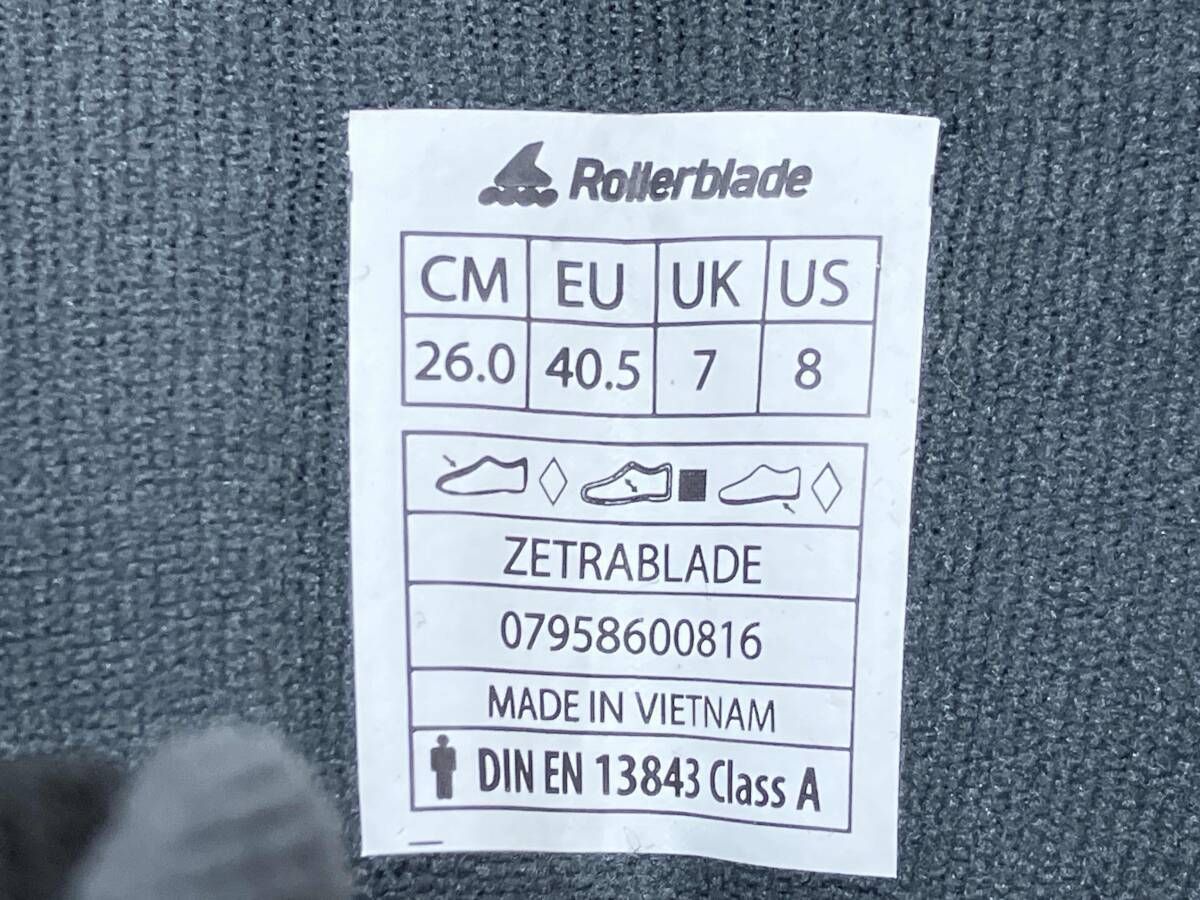 Rollerblade
CM EU UK US
26.0 40.5 7 8
ZETRABLADE
07958600816
MADE IN VIETNAM
DIN EN 13843 Class A